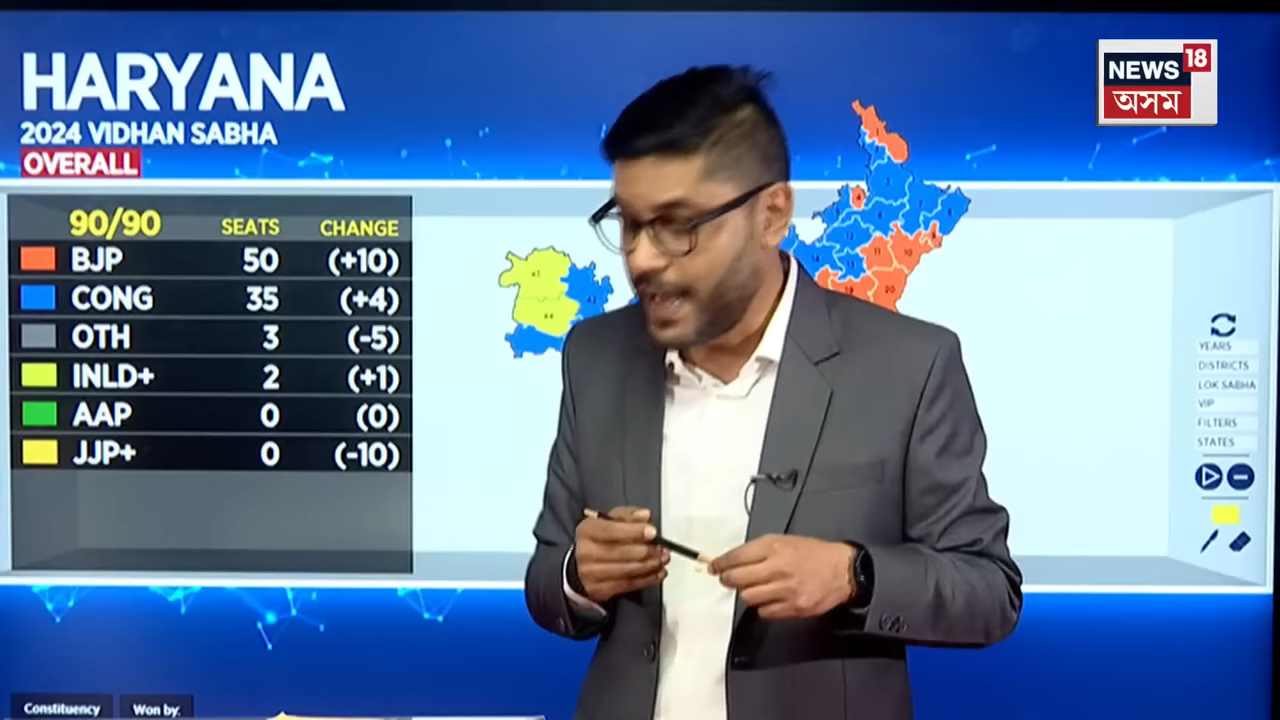 HARYANA
2024 VIDHAN SABHA
OVERALL
NEWS 18
অসম
90/90 SEATS CHANGE
BJP 50 (+10)
CONG 35 (+4)
OTH 3 (-5)
INLD+ 2 (+1)
AAP 0 (0)
JJP+ 0 (-10)
YEARS
DISTRICTS
LOK SABHA
VIP
FILTERS
STATES
Constituency Won by: